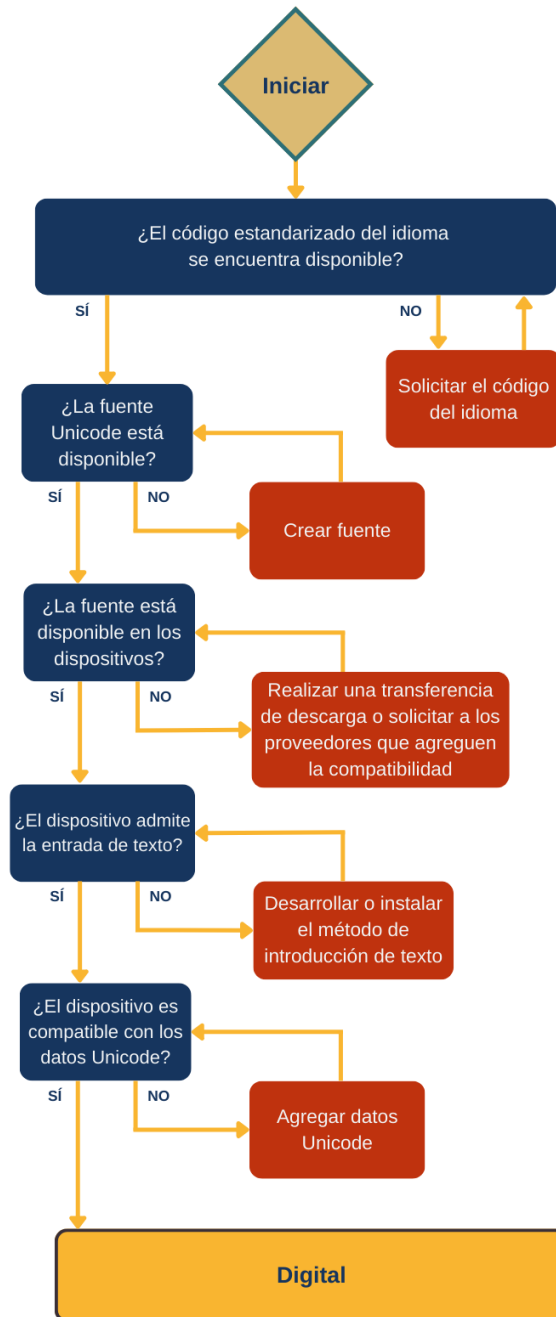 Iniciar
¿El código estandarizado del idioma
se encuentra disponible?
SÍ
NO
Solicitar el código
del idioma
¿La fuente
Unicode está
disponible?
SÍ
NO
Crear fuente
¿La fuente está
disponible en los
dispositivos?
SÍ
NO
Realizar una transferencia
de descarga o solicitar a los
proveedores que agreguen
la compatibilidad
¿El dispositivo admite
la entrada de texto?
SÍ
NO
Desarrollar o instalar
el método de
introducción de texto
¿El dispositivo es
compatible con los
datos Unicode?
SÍ
NO
Agregar datos
Unicode
Digital